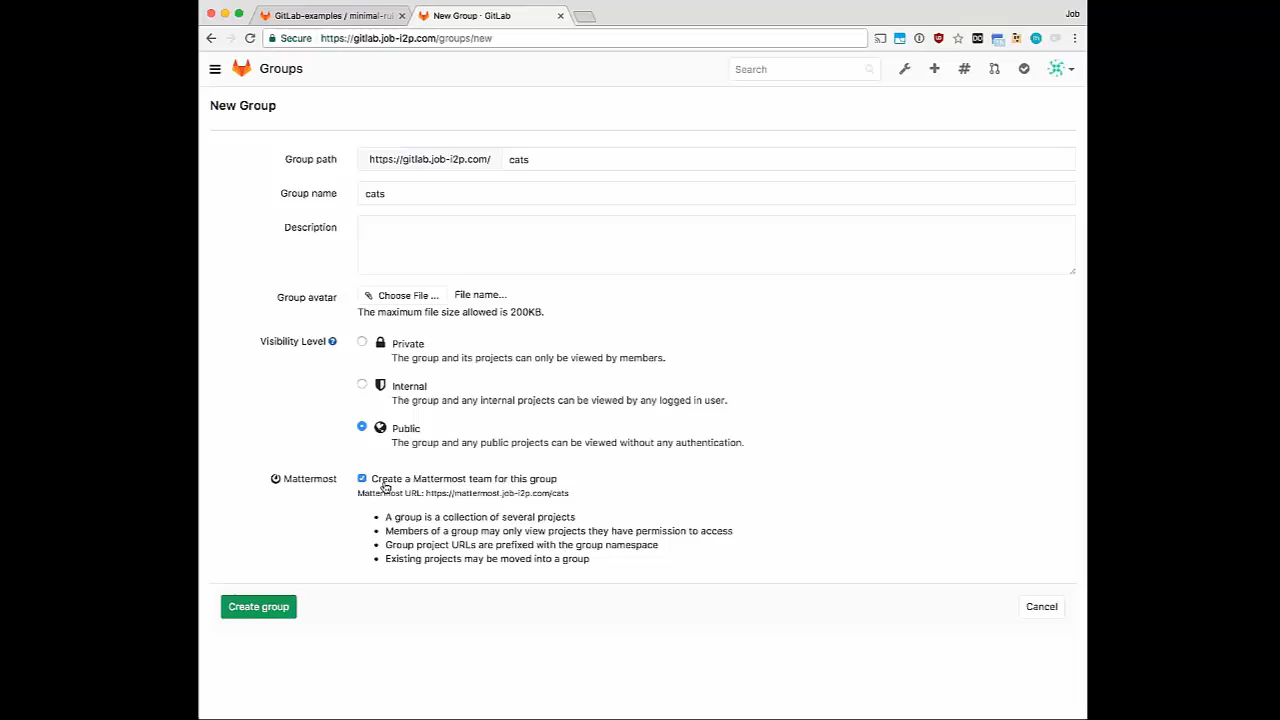 GitLab-examples / minimal-ru
New Group · GitLab
Job
Secure https://gitlab.job-i2p.com/groups/new
Groups
Search
New Group
Group path
https://gitlab.job-i2p.com/ cats
Group name
cats
Description
Group avatar
Choose File ... File name...
The maximum file size allowed is 200KB.
Visibility Level
Private
The group and its projects can only be viewed by members.
Internal
The group and any internal projects can be viewed by any logged in user.
Public
The group and any public projects can be viewed without any authentication.
Mattermost
Create a Mattermost team for this group
Mattermost URL: https://mattermost.job-i2p.com/cats
• A group is a collection of several projects
• Members of a group may only view projects they have permission to access
• Group project URLs are prefixed with the group namespace
• Existing projects may be moved into a group
Create group
Cancel